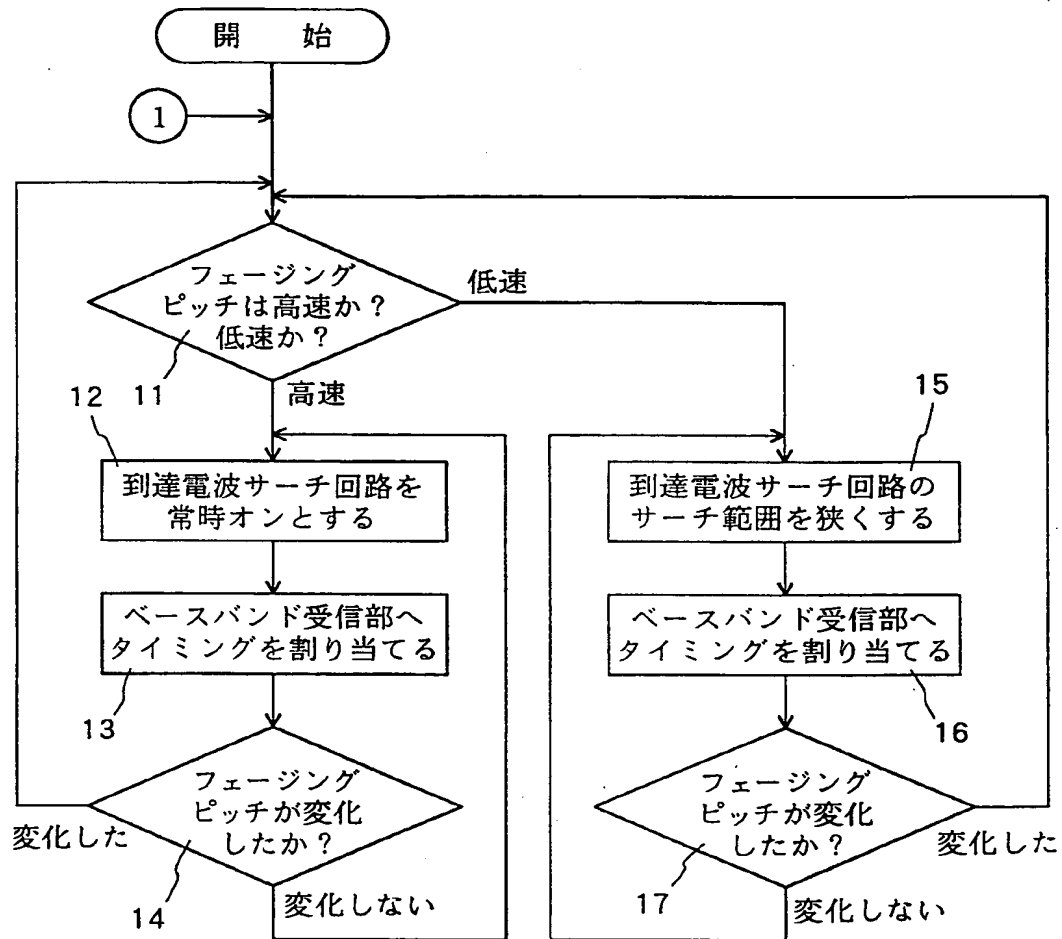 開 始
1
フェージング
ピッチは高速か?
低速か?
低速
11
高速
12
到達電波サーチ回路を
常時オンとする
ベースバンド受信部へ
タイミングを割り当てる
13
フェージング
ピッチが変化
したか?
変化した
14
変化しない
15
到達電波サーチ回路の
サーチ範囲を狭くする
ベースバンド受信部へ
タイミングを割り当てる
16
フェージング
ピッチが変化
したか?
変化した
17
変化しない